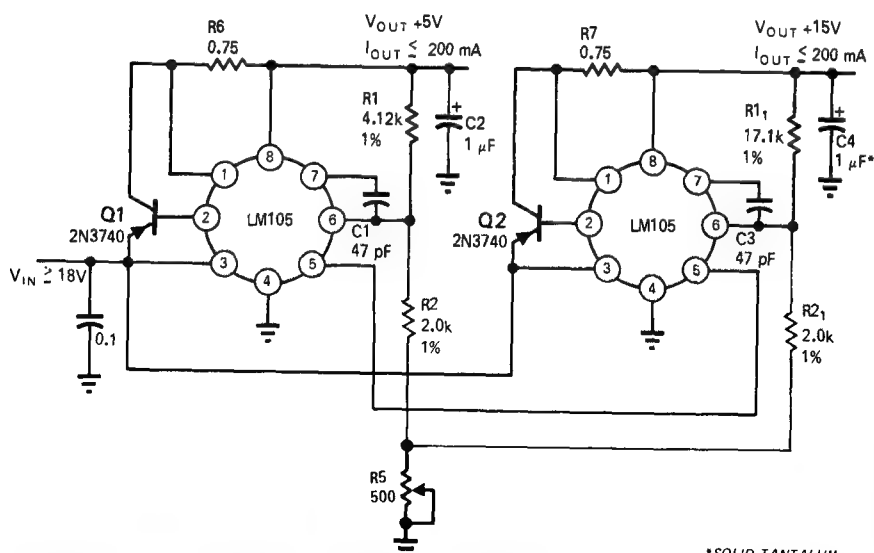 R6
0.75
VOUT +5V
IOUT ≤ 200 mA
R1
4.12k
1%
+
C2
1 μF
1
8
7
Q1
2N3740
2
LM105
6
C1
47 pF
3
4
5
VIN ≥ 18V
0.1
R2
2.0k
1%
R5
500
R7
0.75
VOUT +15V
IOUT ≤ 200 mA
R11
17.1k
1%
+
C4
1 μF*
1
8
7
Q2
2N3740
2
LM105
6
C3
47 pF
3
4
5
R21
2.0k
1%
*SOLID TANTALUM